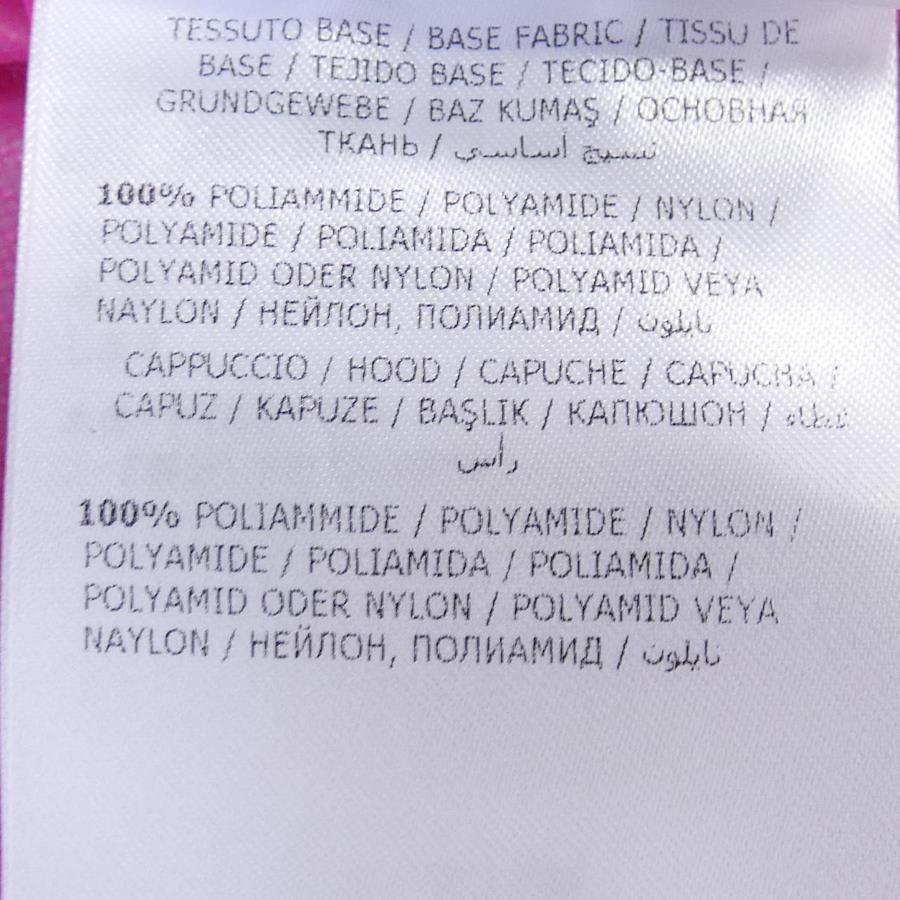 TESSUTO BASE / BASE FABRIC / TISSU DE
BASE / TEJIDO BASE / TECIDO-BASE /
GRUNDGEWEBE / BAZ KUMAŞ / ОСНОВНАЯ
ТКАНЬ / نسيج أساسي
100% POLIAMMIDE / POLYAMIDE / NYLON /
POLYAMIDE / POLIAMIDA / POLIAMIDA /
POLYAMID ODER NYLON / POLYAMID VEYA
NAYLON / НЕЙЛОН, ПОЛИАМИД / نايلون
CAPPUCCIO / HOOD / CAPUCHE / CAPUCHA /
CAPUZ / KAPUZE / BAŞLIK / КАПЮШОН / غطاء
رأس
100% POLIAMMIDE / POLYAMIDE / NYLON /
POLYAMIDE / POLIAMIDA / POLIAMIDA /
POLYAMID ODER NYLON / POLYAMID VEYA
NAYLON / НЕЙЛОН, ПОЛИАМИД / نايلون